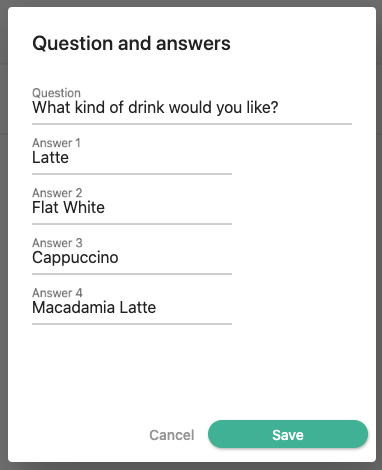 Question and answers
Question
What kind of drink would you like?
Answer 1
Latte
Answer 2
Flat White
Answer 3
Cappuccino
Answer 4
Macadamia Latte
Cancel Save